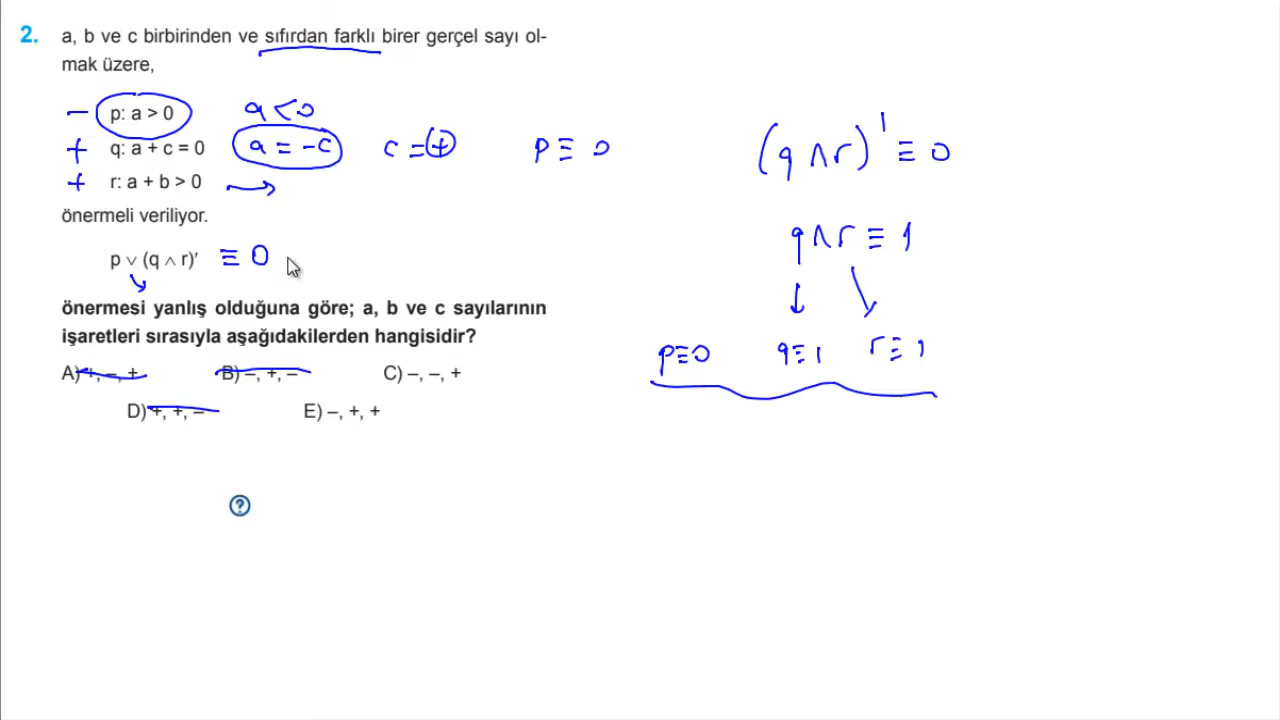 2. a, b ve c birbirinden ve sıfırdan farklı birer gerçel sayı ol-
mak üzere,
– p: a > 0 a < 0
+ q: a + c = 0 a = -c c = + p ≡ 0
+ r: a + b > 0 →
önermeli veriliyor.
p ∨ (q ∧ r)' ≡ 0
önermesi yanlış olduğuna göre; a, b ve c sayılarının
işaretleri sırasıyla aşağıdakilerden hangisidir?
A) +, –, + B) –, +, – C) –, –, +
D) +, +, – E) –, +, +
(q ∧ r)' ≡ 0
q ∧ r ≡ 1
p ≡ 0 q ≡ 1 r ≡ 1
?